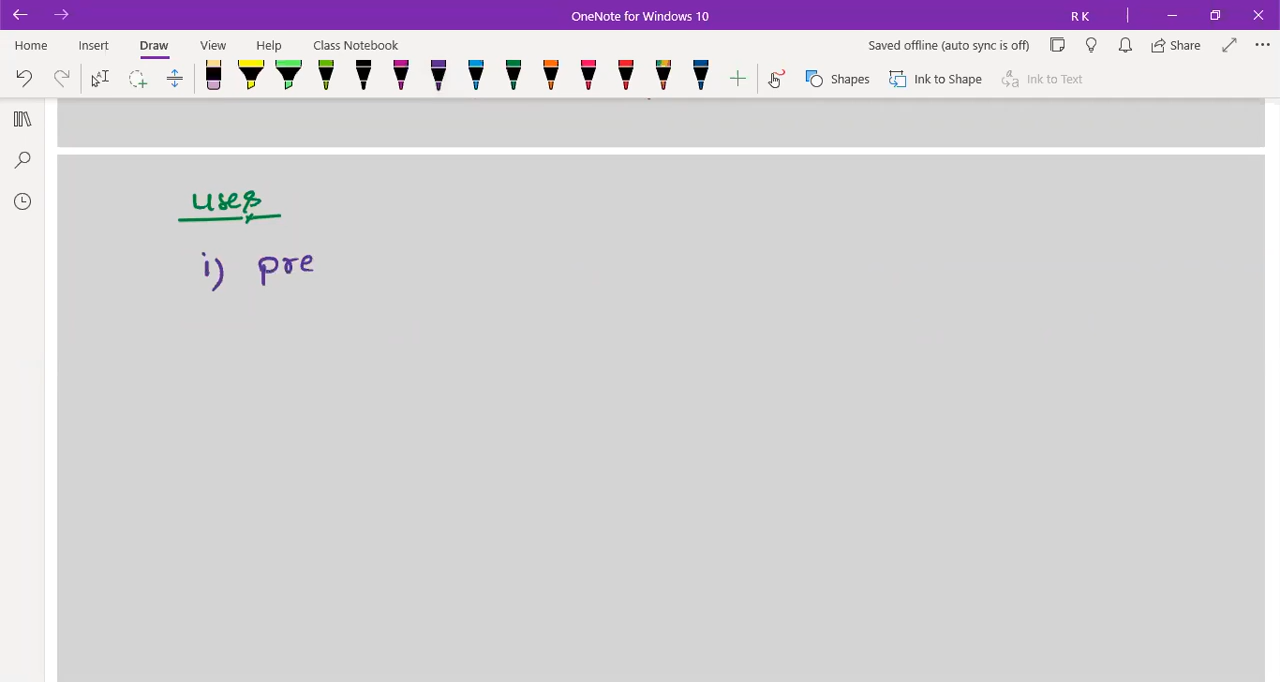 OneNote for Windows 10
R K
Home Insert Draw View Help Class Notebook
Saved offline (auto sync is off) Share
Shapes Ink to Shape Ink to Text
uses
i) pre